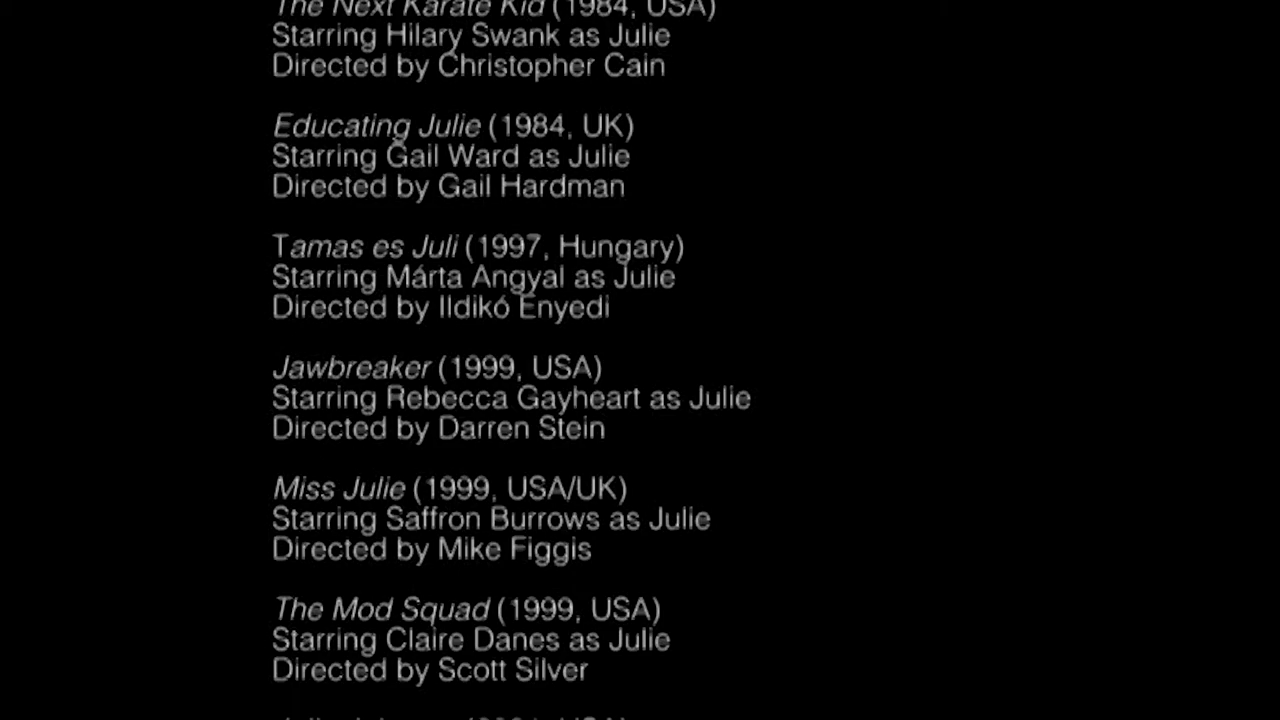 The Next Karate Kid (1984, USA)
Starring Hilary Swank as Julie
Directed by Christopher Cain
Educating Julie (1984, UK)
Starring Gail Ward as Julie
Directed by Gail Hardman
Tamas es Juli (1997, Hungary)
Starring Márta Angyal as Julie
Directed by Ildikó Enyedi
Jawbreaker (1999, USA)
Starring Rebecca Gayheart as Julie
Directed by Darren Stein
Miss Julie (1999, USA/UK)
Starring Saffron Burrows as Julie
Directed by Mike Figgis
The Mod Squad (1999, USA)
Starring Claire Danes as Julie
Directed by Scott Silver